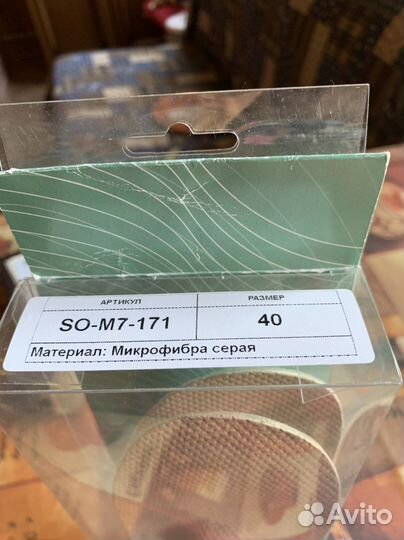 АРТИКУЛ РАЗМЕР
SO-M7-171 40
Материал: Микрофибра серая
Avito